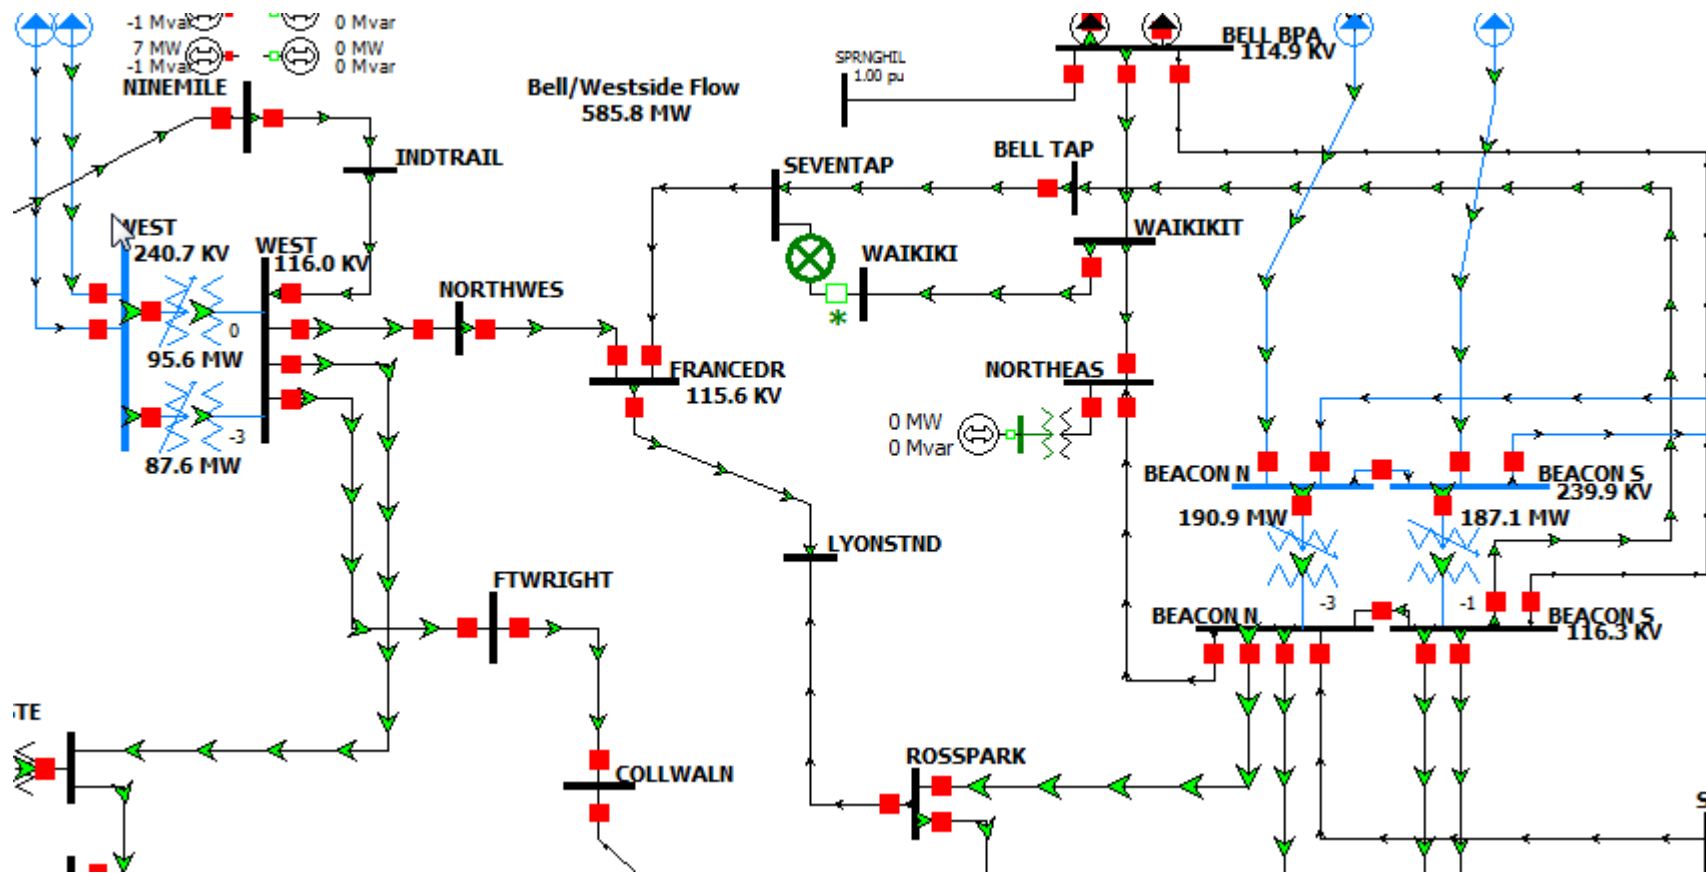 -1 Mvar
0 Mvar
7 MW
-1 Mvar
0 MW
0 Mvar
NINEMILE
Bell/Westside Flow
585.8 MW
SPRNGHIL
1.00 pu
BELL BPA
114.9 KV
INDTRAIL
SEVENTAP
BELL TAP
WEST
240.7 KV
WEST
116.0 KV
WAIKIKI
WAIKIKIT
NORTHWES
0
95.6 MW
-3
87.6 MW
FRANCEDR
115.6 KV
*
NORTHEAS
0 MW
0 Mvar
BEACON N
BEACON S
239.9 KV
190.9 MW
187.1 MW
LYONSTND
FTWRIGHT
-3
-1
BEACON N
BEACON S
116.3 KV
STE
COLLWALN
ROSSPARK
S